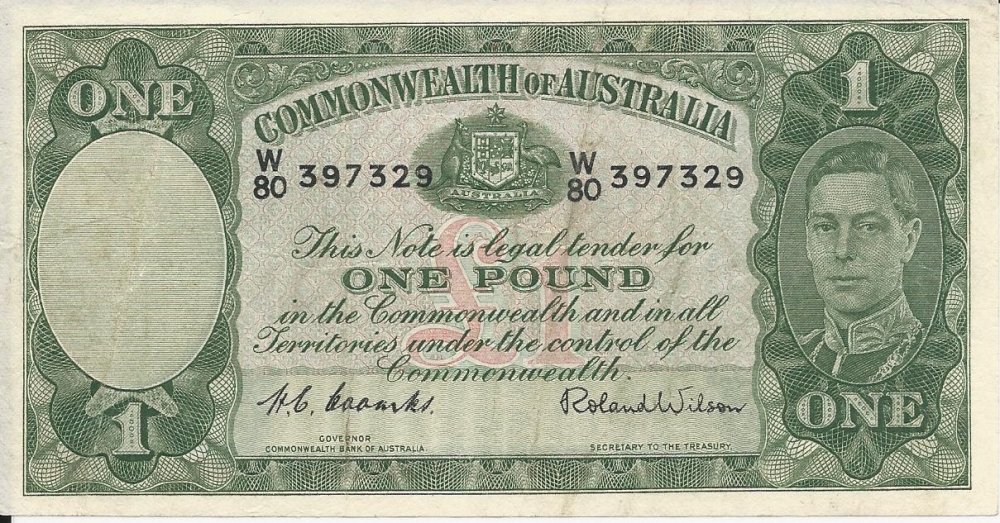 ONE
1
COMMONWEALTH OF AUSTRALIA
W/80 397329
W/80 397329
AUSTRALIA
£1
This Note is legal tender for
ONE POUND
in the Commonwealth and in all
Territories under the control of the
Commonwealth.
H.C. Coombs.
Roland Wilson
GOVERNOR
COMMONWEALTH BANK OF AUSTRALIA
SECRETARY TO THE TREASURY.
1
ONE